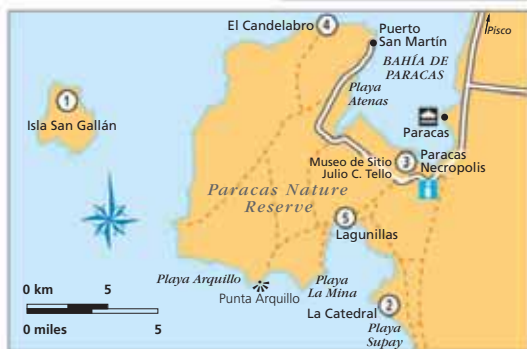 El Candelabro
4
Puerto
San Martín
Pisco
BAHÍA DE
PARACAS
Playa
Atenas
1
Isla San Gallán
Paracas
Museo de Sitio
Julio C. Tello
3
Paracas
Necropolis
Paracas Nature
Reserve
i
5
Lagunillas
Playa Arquillo
Punta Arquillo
Playa
La Mina
La Catedral
2
Playa
Supay
0 km 5
0 miles 5